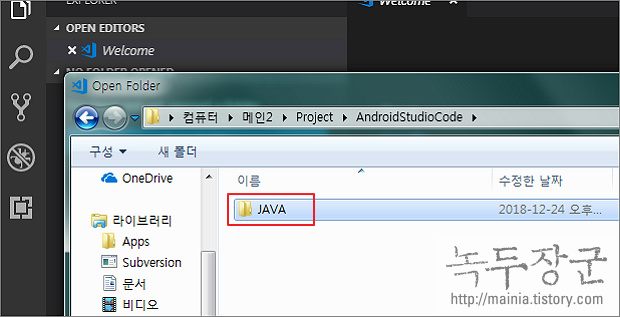 EXPLORER
Welcome
OPEN EDITORS
Welcome
NO FOLDER OPENED
Open Folder
컴퓨터 메인2 Project AndroidStudioCode
구성 새 폴더
OneDrive
라이브러리
Apps
Subversion
문서
비디오
이름 수정한 날짜
JAVA 2018-12-24 오후...
녹두장군
http://mainia.tistory.com